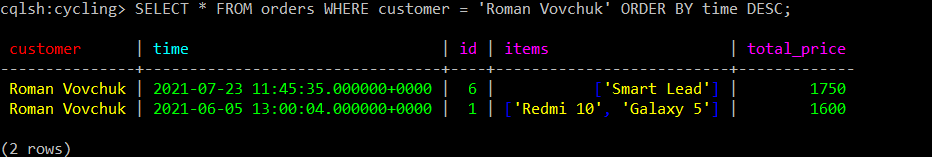 cqlsh:cycling> SELECT * FROM orders WHERE customer = 'Roman Vovchuk' ORDER BY time DESC;
 customer      | time                            | id | items                   | total_price
---------------+---------------------------------+----+-------------------------+-------------
 Roman Vovchuk | 2021-07-23 11:45:35.000000+0000 |  6 |          ['Smart Lead'] |        1750
 Roman Vovchuk | 2021-06-05 13:00:04.000000+0000 |  1 | ['Redmi 10', 'Galaxy 5'] |        1600
(2 rows)